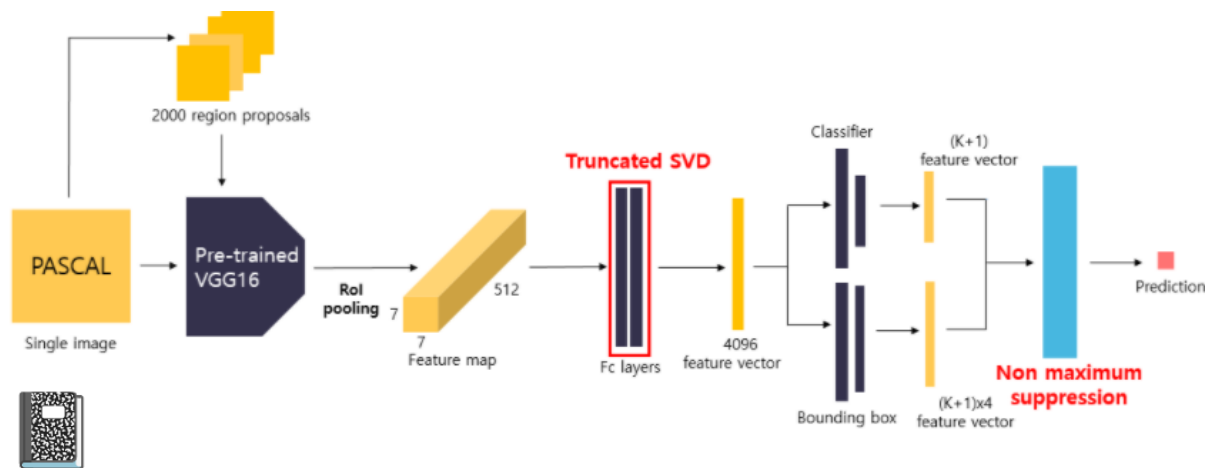 2000 region proposals
PASCAL
Single image
Pre-trained
VGG16
RoI
pooling
7
7
512
Feature map
Truncated SVD
Fc layers
4096
feature vector
Classifier
Bounding box
(K+1)
feature vector
(K+1)x4
feature vector
Non maximum
suppression
Prediction